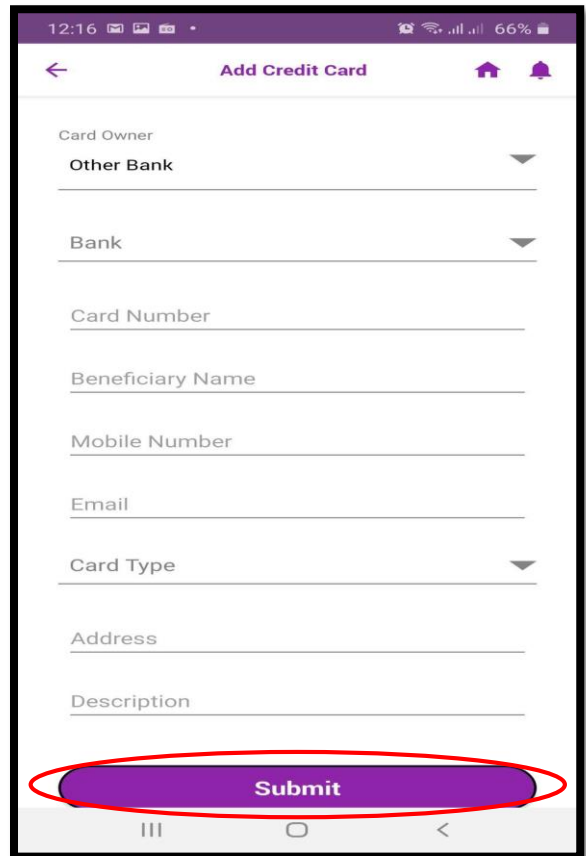 12:16 66%
Add Credit Card
Card Owner
Other Bank
Bank
Card Number
Beneficiary Name
Mobile Number
Email
Card Type
Address
Description
Submit